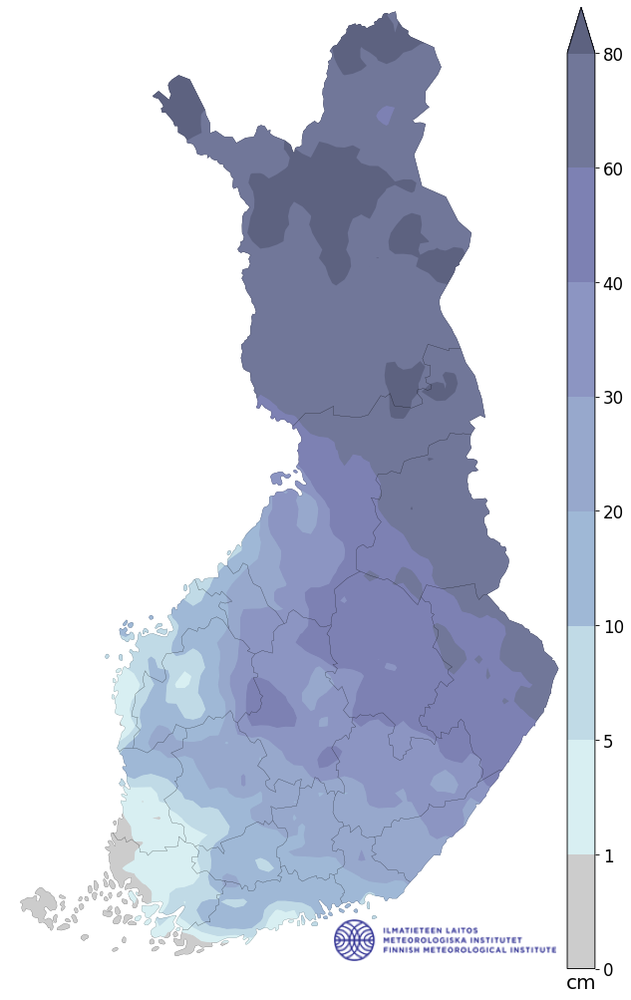 80
60
40
30
20
10
5
1
0
cm
ILMATIETEEN LAITOS
METEOROLOGISKA INSTITUTET
FINNISH METEOROLOGICAL INSTITUTE